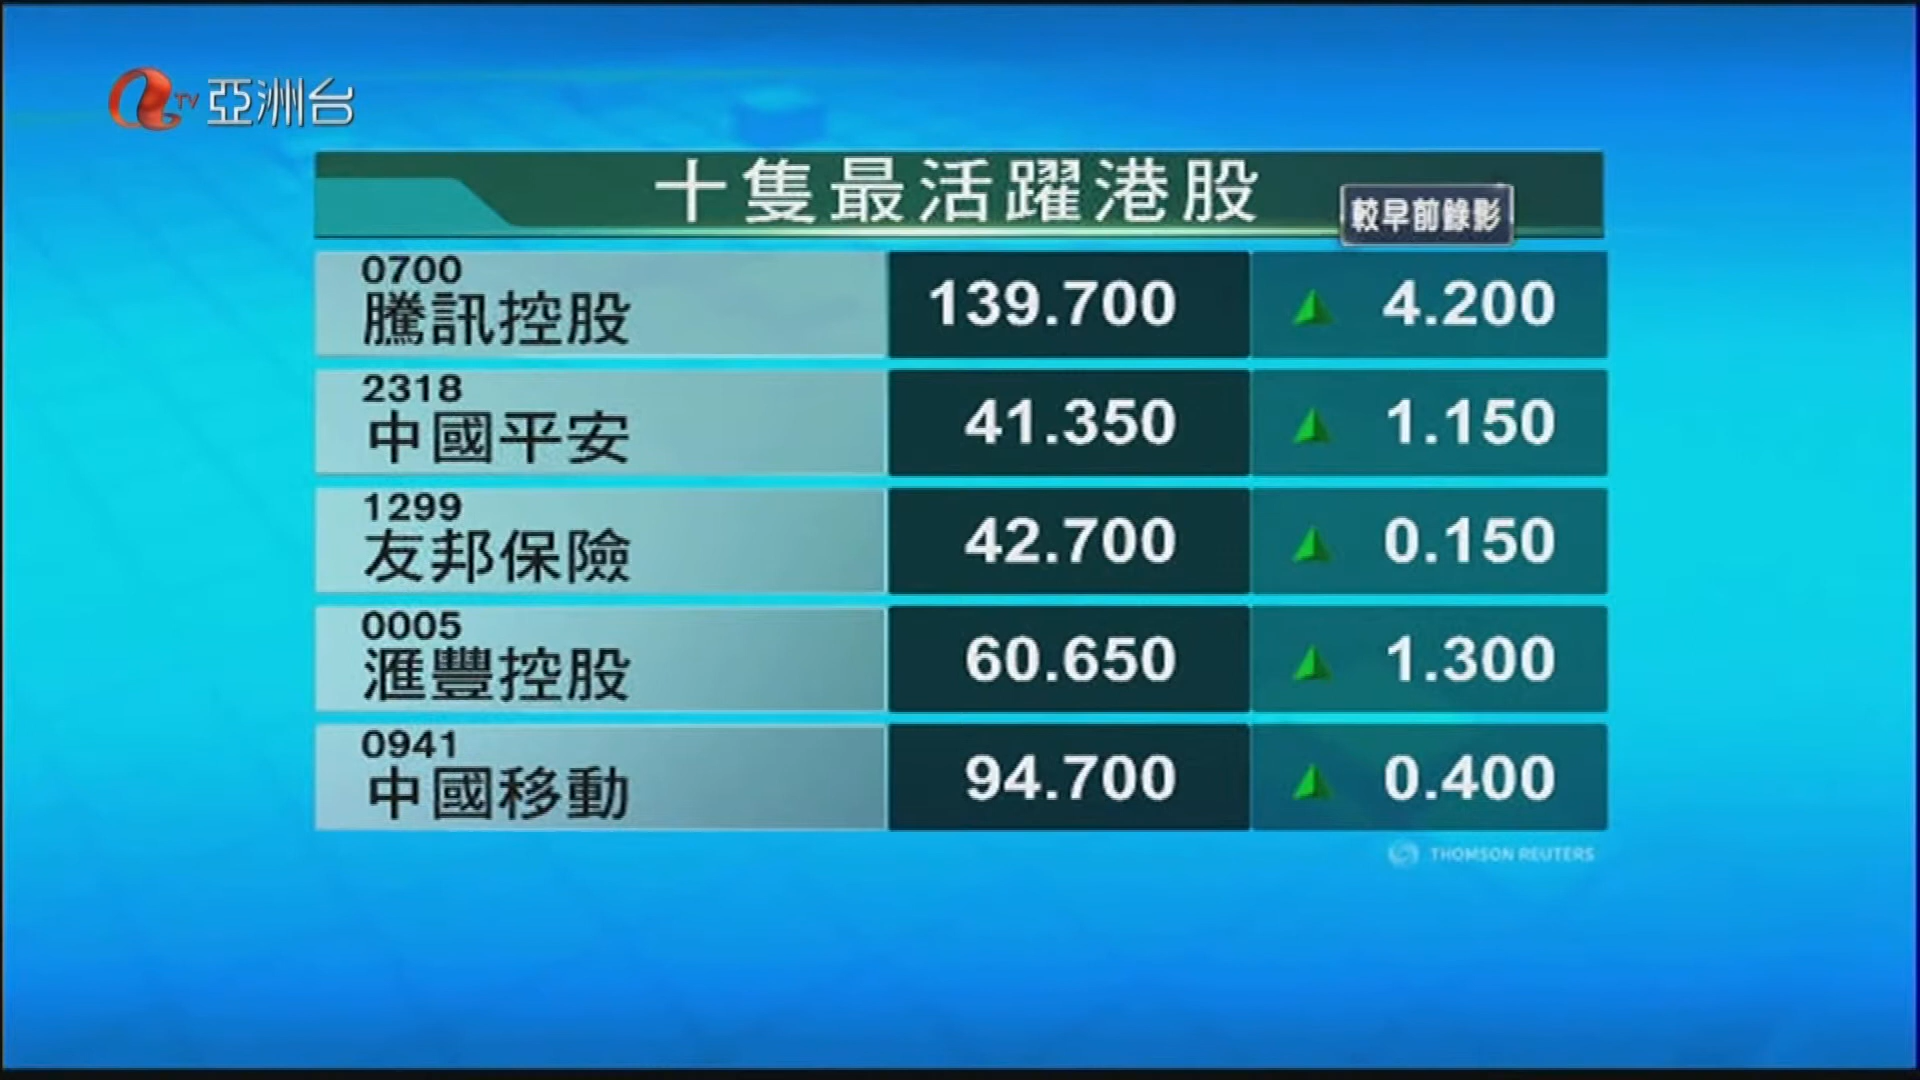 aTV 亞洲台
十隻最活躍港股
較早前錄影
0700
騰訊控股 139.700 ▲ 4.200
2318
中國平安 41.350 ▲ 1.150
1299
友邦保險 42.700 ▲ 0.150
0005
滙豐控股 60.650 ▲ 1.300
0941
中國移動 94.700 ▲ 0.400
THOMSON REUTERS